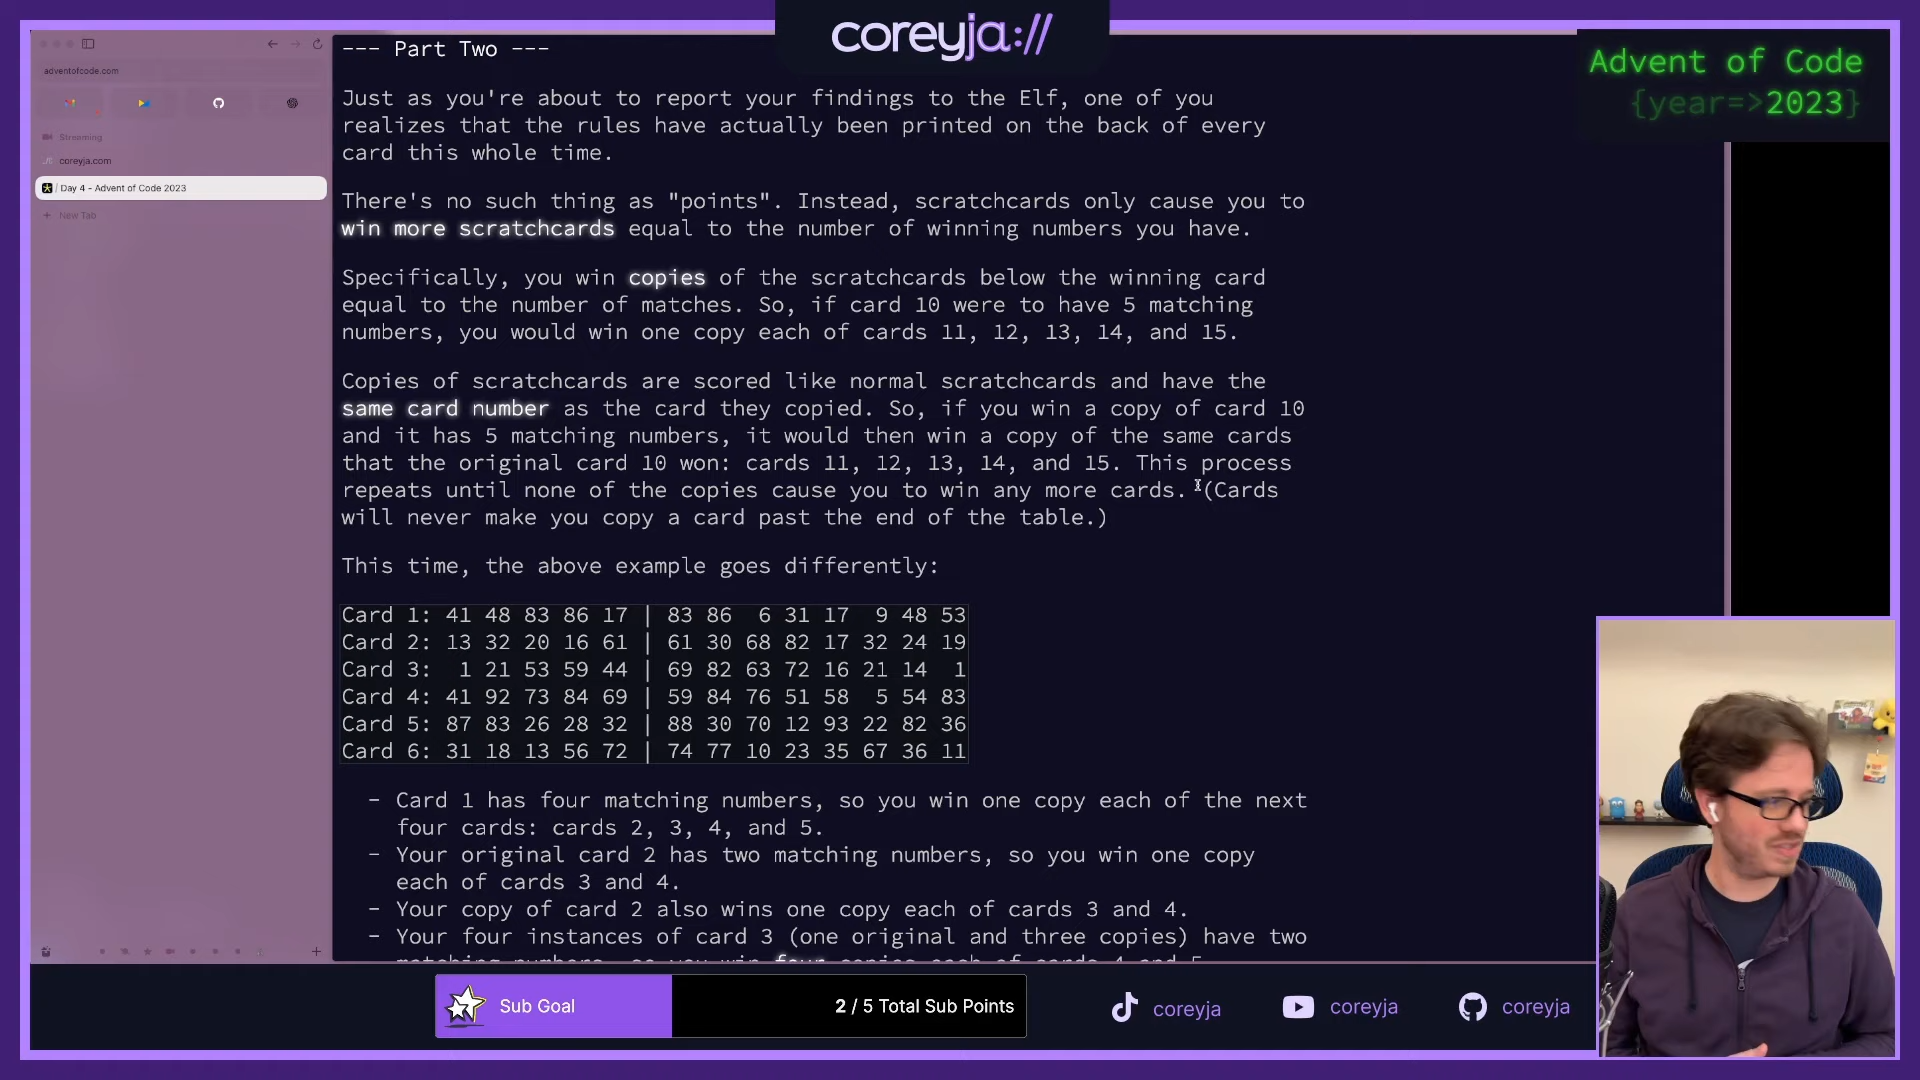 coreyja://
Advent of Code
{year=>2023}
adventofcode.com
Streaming
coreyja.com
Day 4 - Advent of Code 2023
New Tab
--- Part Two ---
Just as you're about to report your findings to the Elf, one of you
realizes that the rules have actually been printed on the back of every
card this whole time.
There's no such thing as "points". Instead, scratchcards only cause you to
win more scratchcards equal to the number of winning numbers you have.
Specifically, you win copies of the scratchcards below the winning card
equal to the number of matches. So, if card 10 were to have 5 matching
numbers, you would win one copy each of cards 11, 12, 13, 14, and 15.
Copies of scratchcards are scored like normal scratchcards and have the
same card number as the card they copied. So, if you win a copy of card 10
and it has 5 matching numbers, it would then win a copy of the same cards
that the original card 10 won: cards 11, 12, 13, 14, and 15. This process
repeats until none of the copies cause you to win any more cards. (Cards
will never make you copy a card past the end of the table.)
This time, the above example goes differently:
Card 1: 41 48 83 86 17 | 83 86  6 31 17  9 48 53
Card 2: 13 32 20 16 61 | 61 30 68 82 17 32 24 19
Card 3:  1 21 53 59 44 | 69 82 63 72 16 21 14  1
Card 4: 41 92 73 84 69 | 59 84 76 51 58  5 54 83
Card 5: 87 83 26 28 32 | 88 30 70 12 93 22 82 36
Card 6: 31 18 13 56 72 | 74 77 10 23 35 67 36 11
- Card 1 has four matching numbers, so you win one copy each of the next
four cards: cards 2, 3, 4, and 5.
- Your original card 2 has two matching numbers, so you win one copy
each of cards 3 and 4.
- Your copy of card 2 also wins one copy each of cards 3 and 4.
- Your four instances of card 3 (one original and three copies) have two
matching numbers, so you win four copies each of cards 4 and 5.
Sub Goal
2 / 5 Total Sub Points
coreyja
coreyja
coreyja